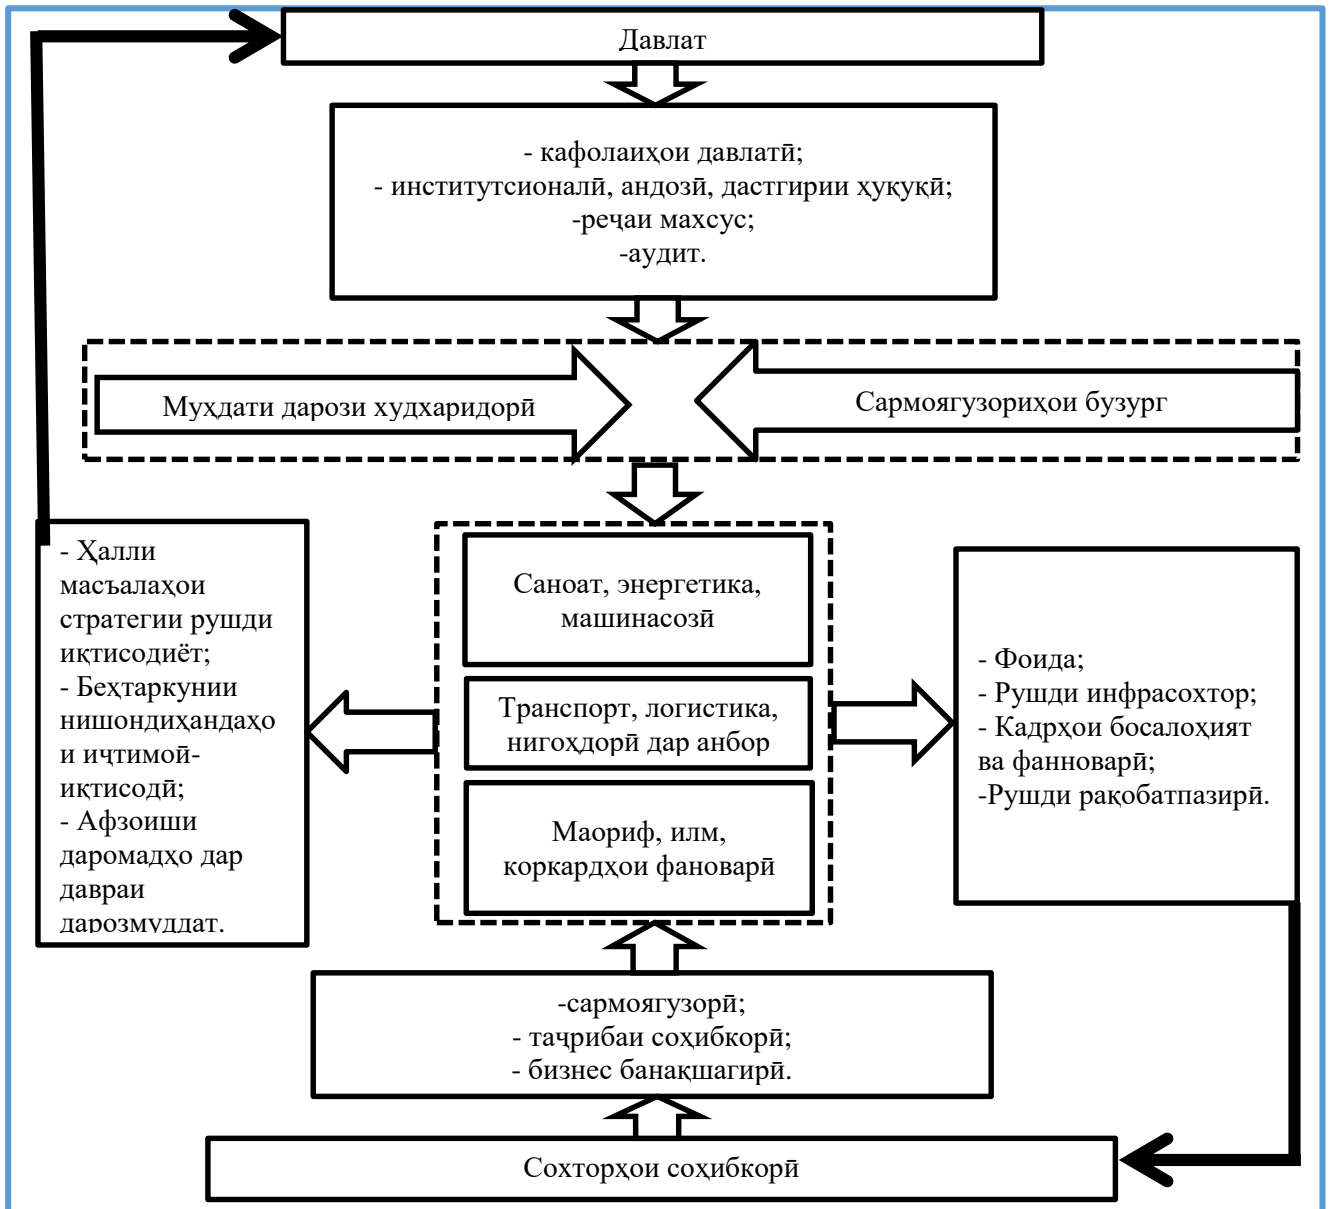 Давлат
- кафолаиҳои давлатӣ;
- институтсионалӣ, андозӣ, дастгирии ҳуқуқӣ;
-реҷаи махсус;
-аудит.
Муҳдати дарози худхаридорӣ
Сармоягузориҳои бузург
- Ҳалли
масъалаҳои
стратегии рушди
иқтисодиёт;
- Беҳтаркунии
нишондиҳандаҳо
и иҷтимоӣ-
иқтисодӣ;
- Афзоиши
даромадҳо дар
давраи
дарозмуддат.
Саноат, энергетика,
машинасозӣ
Транспорт, логистика,
нигоҳдорӣ дар анбор
Маориф, илм,
коркардҳои фановарӣ
- Фоида;
- Рушди инфрасохтор;
- Кадрҳои босалоҳият
ва фанноварӣ;
-Рушди рақобатпазирӣ.
-сармоягузорӣ;
- таҷрибаи соҳибкорӣ;
- бизнес банақшагирӣ.
Сохторҳои соҳибкорӣ